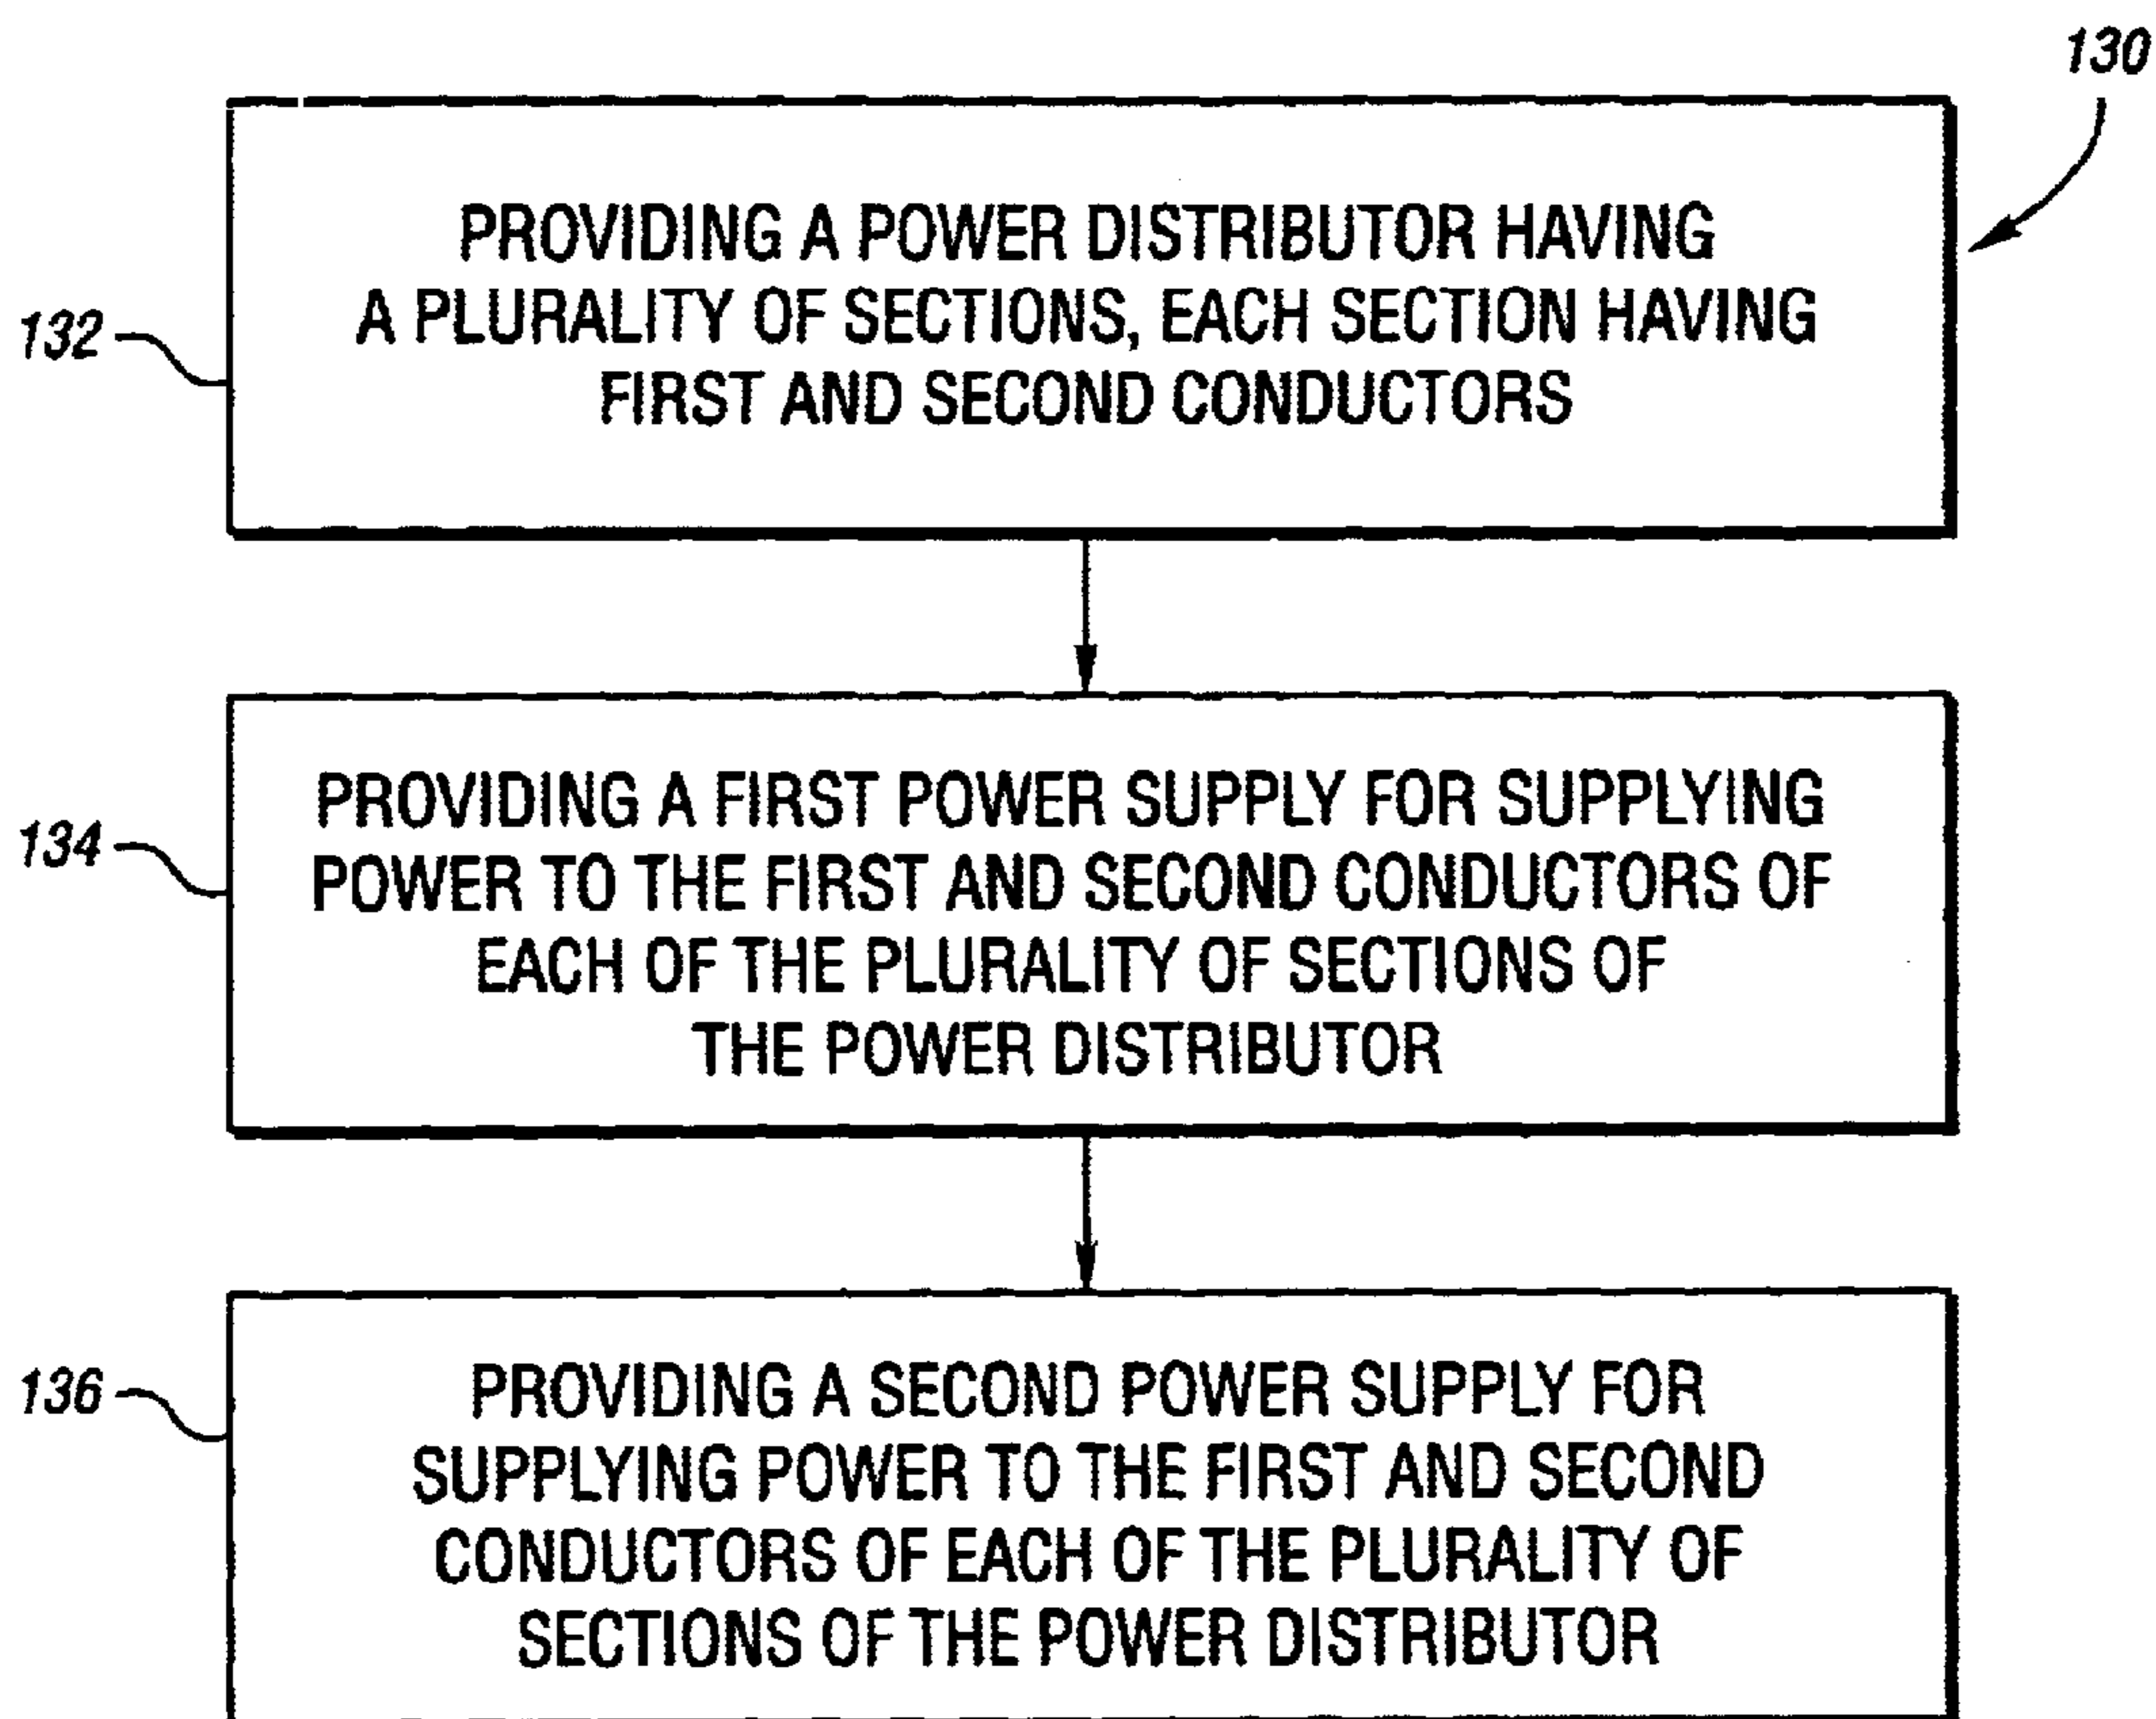 130
PROVIDING A POWER DISTRIBUTOR HAVING
A PLURALITY OF SECTIONS, EACH SECTION HAVING
FIRST AND SECOND CONDUCTORS
132
PROVIDING A FIRST POWER SUPPLY FOR SUPPLYING
POWER TO THE FIRST AND SECOND CONDUCTORS OF
EACH OF THE PLURALITY OF SECTIONS OF
THE POWER DISTRIBUTOR
134
PROVIDING A SECOND POWER SUPPLY FOR
SUPPLYING POWER TO THE FIRST AND SECOND
CONDUCTORS OF EACH OF THE PLURALITY OF
SECTIONS OF THE POWER DISTRIBUTOR
136